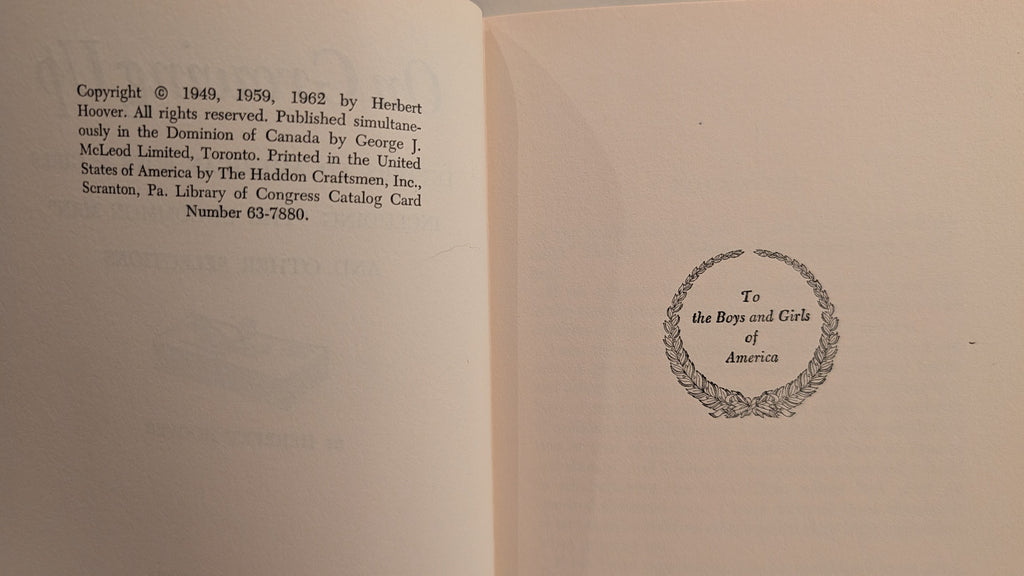 Copyright © 1949, 1959, 1962 by Herbert
Hoover. All rights reserved. Published simultane-
ously in the Dominion of Canada by George J.
McLeod Limited, Toronto. Printed in the United
States of America by The Haddon Craftsmen, Inc.,
Scranton, Pa. Library of Congress Catalog Card
Number 63-7880.
To
the Boys and Girls
of
America